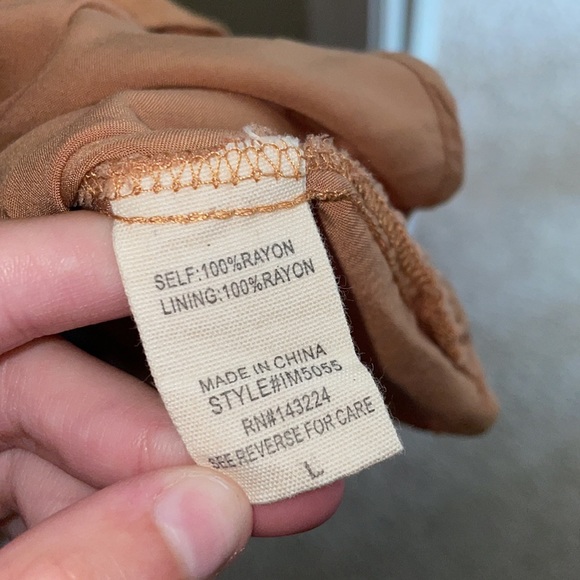 SELF:100%RAYON
LINING:100%RAYON
MADE IN CHINA
STYLE#IM5055
RN#143224
SEE REVERSE FOR CARE
L